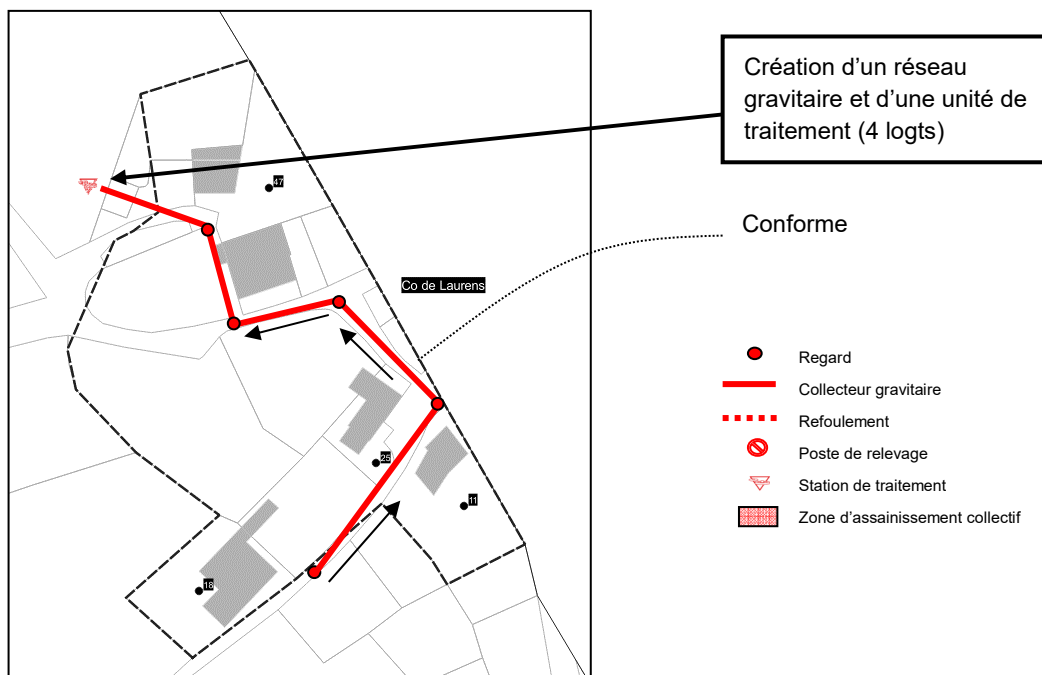 Création d’un réseau
gravitaire et d’une unité de
traitement (4 logts)
47
Conforme
Co de Laurens
Regard
Collecteur gravitaire
Refoulement
25
Poste de relevage
Station de traitement
11
Zone d’assainissement collectif
18